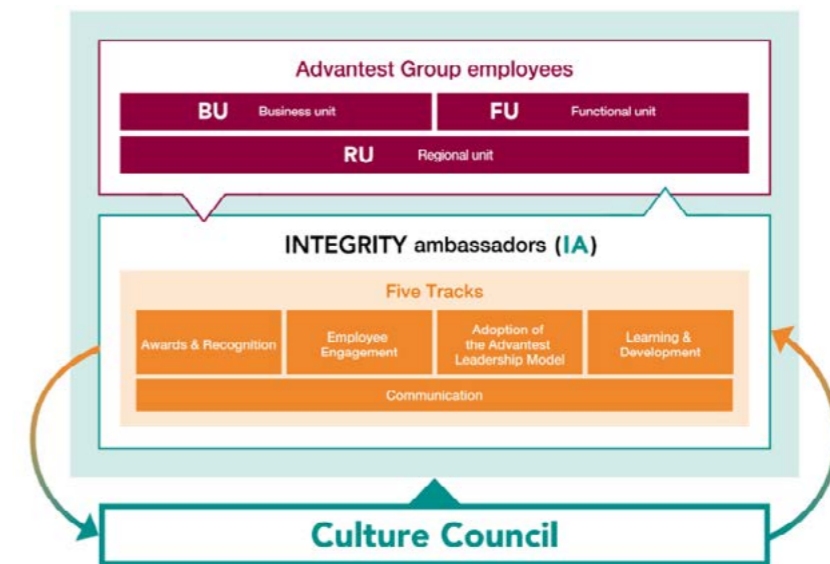 Advantest Group employees
BU Business unit
FU Functional unit
RU Regional unit
INTEGRITY ambassadors (IA)
Five Tracks
Awards & Recognition
Employee
Engagement
Adoption of
the Advantest
Leadership Model
Learning &
Development
Communication
Culture Council